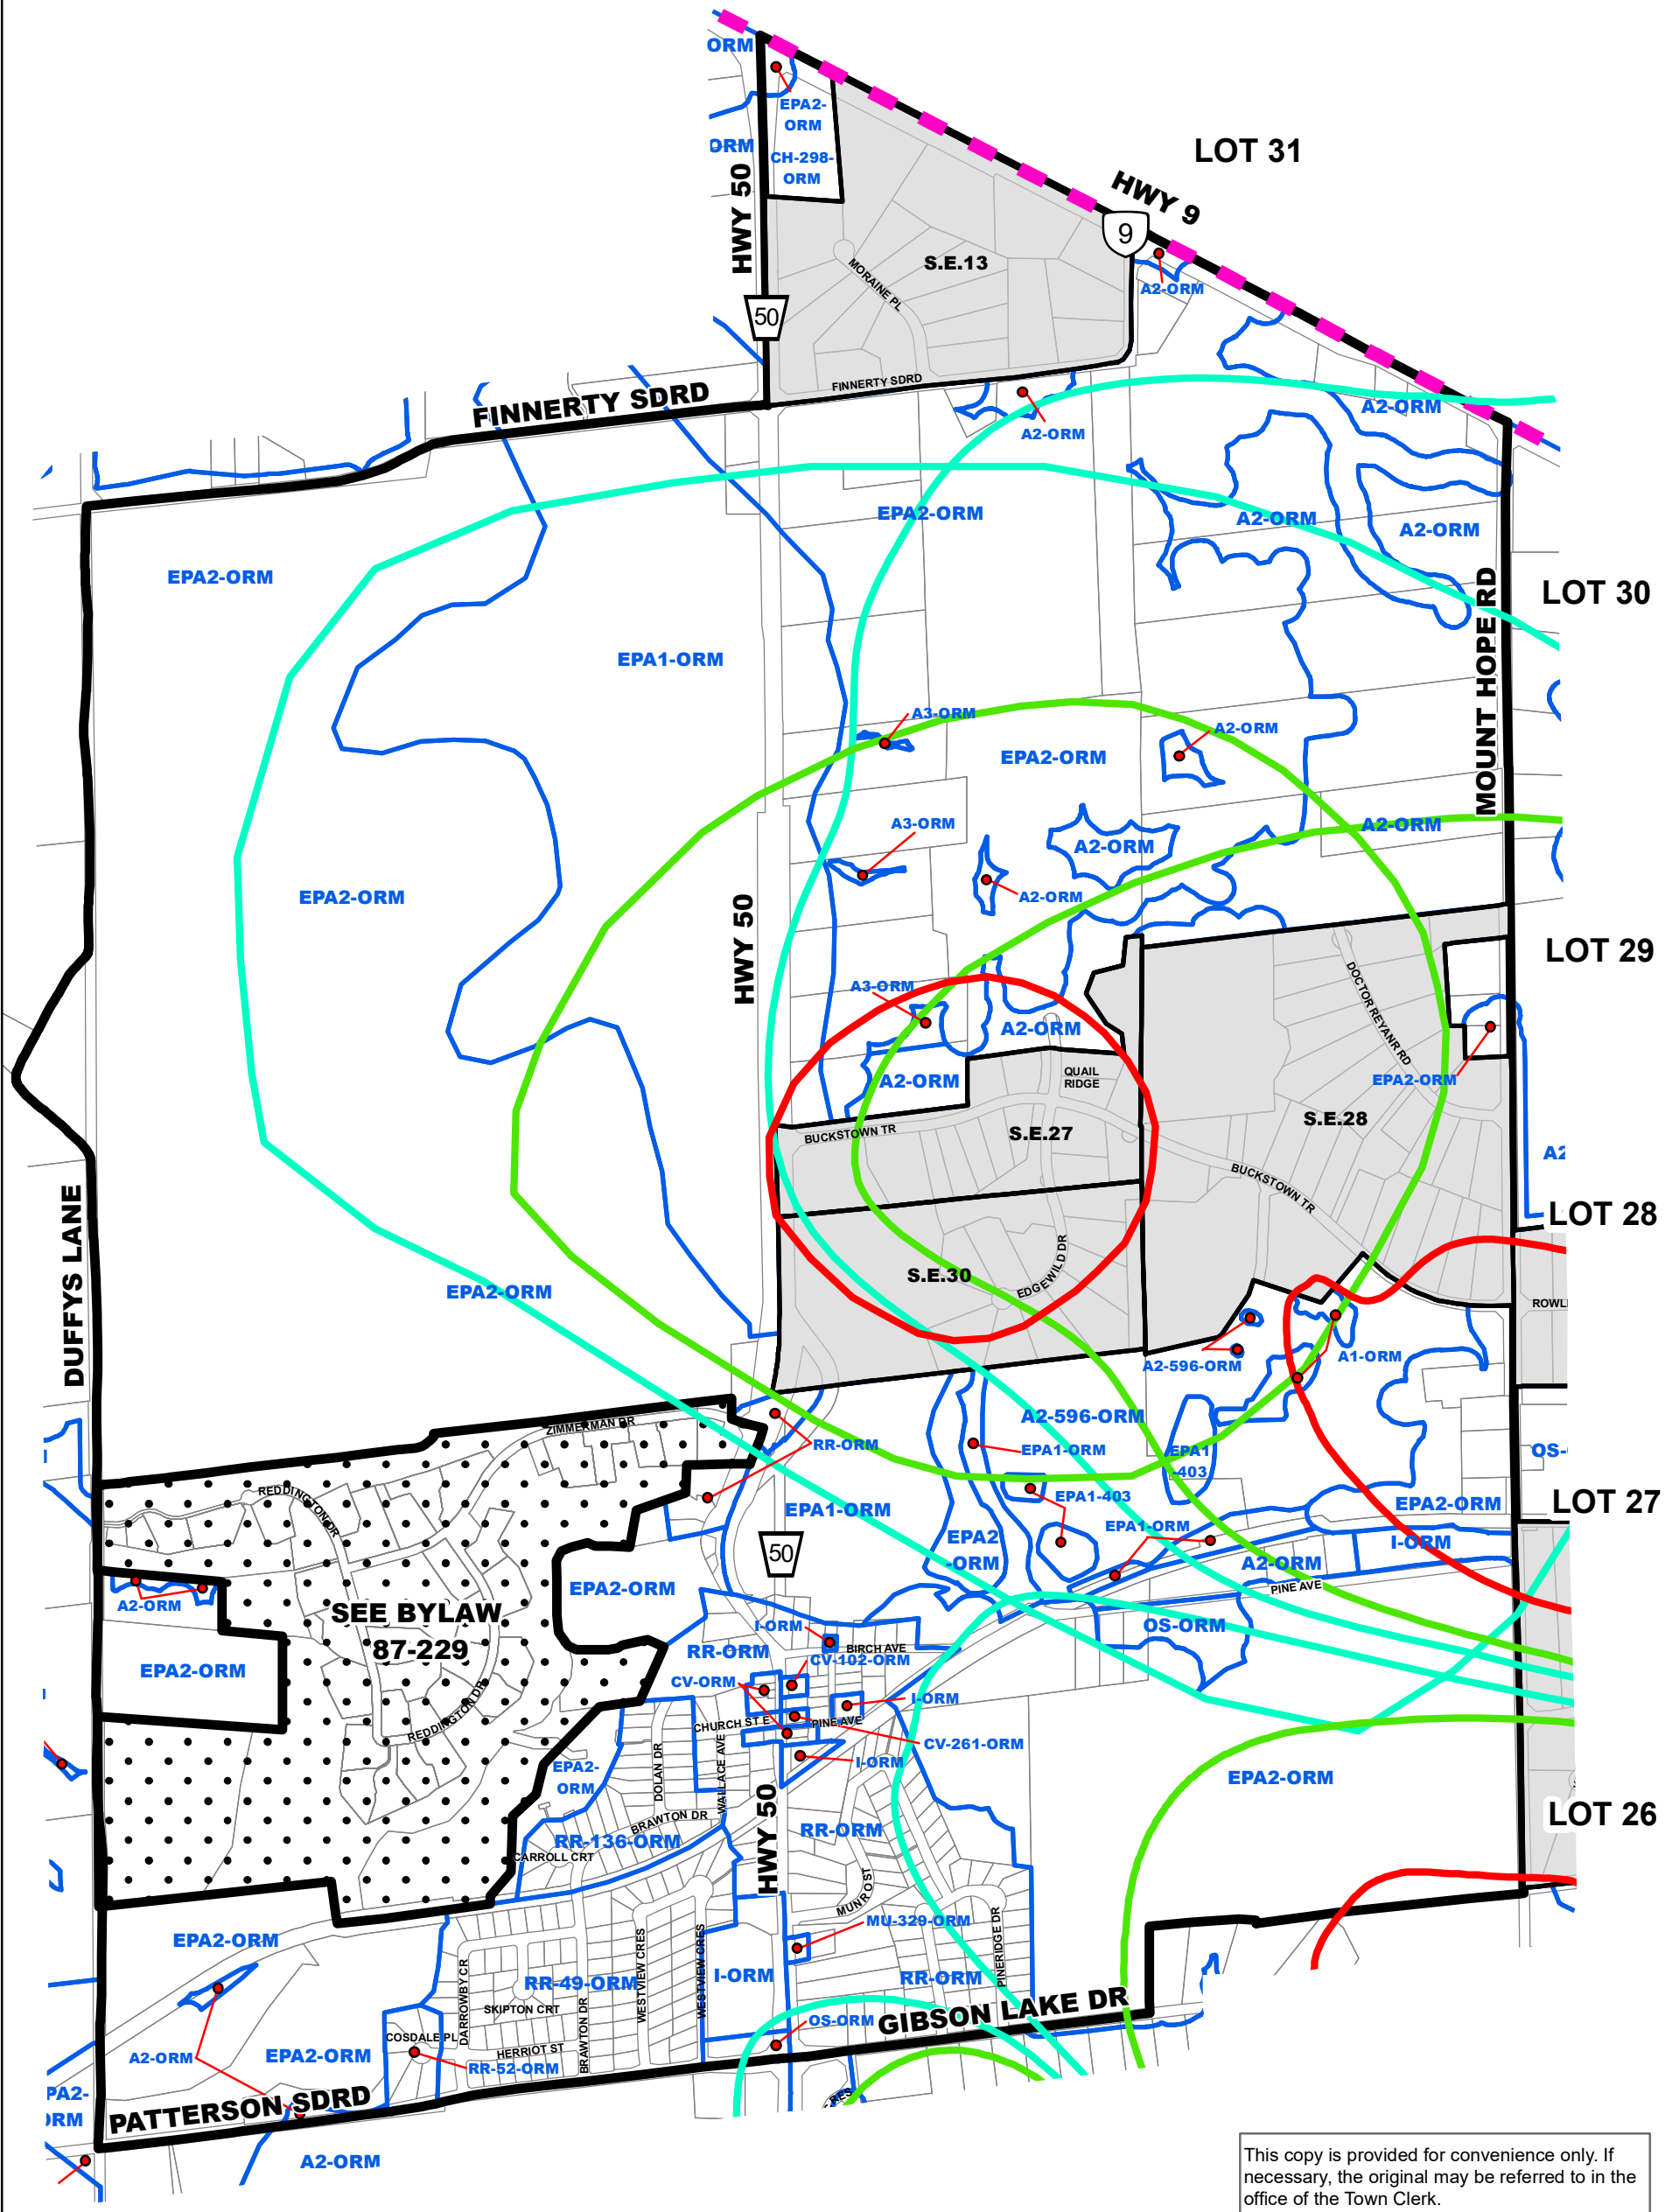 ORM
EPA2-
ORM
ORM
CH-298-
ORM
HWY 50
LOT 31
HWY 9
9
S.E.13
MORAINE PL
A2-ORM
50
FINNERTY SDRD
FINNERTY SDRD
A2-ORM
A2-ORM
EPA2-ORM
A2-ORM
A2-ORM
EPA2-ORM
LOT 30
MOUNT HOPE RD
EPA1-ORM
A3-ORM
A2-ORM
EPA2-ORM
A3-ORM
A2-ORM
A2-ORM
A2-ORM
EPA2-ORM
HWY 50
LOT 29
DOCTOR REYANR RD
A3-ORM
A2-ORM
QUAIL
RIDGE
A2-ORM
EPA2-ORM
S.E.28
BUCKSTOWN TR
S.E.27
A2
BUCKSTOWN TR
DUFFYS LANE
LOT 28
S.E.30
EDGEWILD DR
EPA2-ORM
ROWL
A1-ORM
A2-596-ORM
A2-596-ORM
ZIMMERMAN DR
RR-ORM
EPA1-ORM
EPA1
-403
OS-
REDDINGTON DR
EPA1-403
EPA1-ORM
EPA2-ORM
LOT 27
EPA1-ORM
EPA2
-ORM
I-ORM
50
A2-ORM
PINE AVE
EPA2-ORM
A2-ORM
SEE BYLAW
87-229
OS-ORM
I-ORM
BIRCH AVE
RR-ORM
CV-102-ORM
EPA2-ORM
CV-ORM
I-ORM
REDDINGTON DR
CHURCH ST E
PINE AVE
CV-261-ORM
I-ORM
EPA2-
ORM
DOLAN DR
WALLACE AVE
EPA2-ORM
HWY 50
LOT 26
BRAWTON DR
RR-ORM
RR-136-ORM
CARROLL CRT
MUNRO ST
MU-329-ORM
EPA2-ORM
PINERIDGE DR
WESTVIEW CRES
WESTVIEW CRES
I-ORM
RR-ORM
RR-49-ORM
DARROWBY CR
SKIPTON CRT
BRAWTON DR
OS-ORM
GIBSON LAKE DR
COSDALE PL
HERRIOT ST
A2-ORM
EPA2-ORM
RR-52-ORM
PA2-
ORM
PATTERSON SDRD
A2-ORM
This copy is provided for convenience only. If
necessary, the original may be referred to in the
office of the Town Clerk.